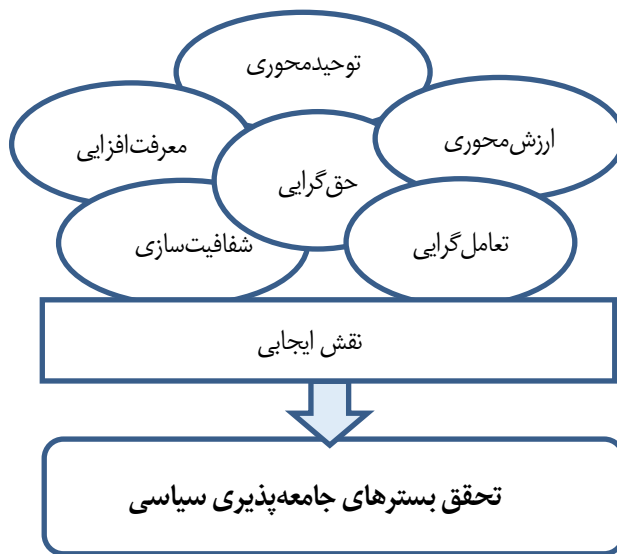 توحیدمحوری
ارزش‌محوری
معرفت‌افزایی
حق‌گرایی
تعامل‌گرایی
شفافیت‌سازی
نقش ایجابی
تحقق بسترهای جامعه‌پذیری سیاسی